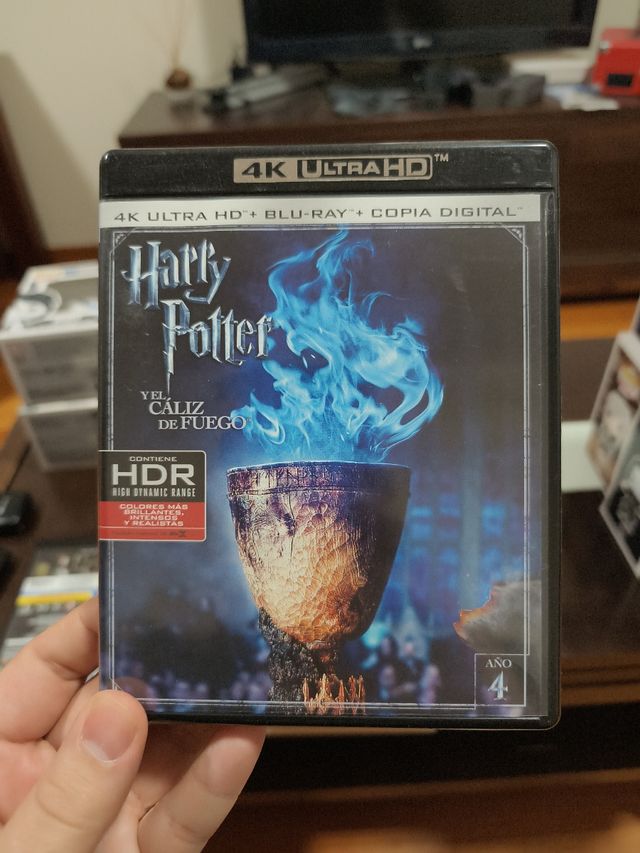 4K ULTRA HD™
4K ULTRA HD™ + BLU-RAY™ + COPIA DIGITAL™
Harry
Potter
Y EL
CÁLIZ
DE FUEGO
CONTIENE
HDR
HIGH DYNAMIC RANGE
COLORES MÁS
BRILLANTES,
INTENSOS
Y REALISTAS
AÑO
4